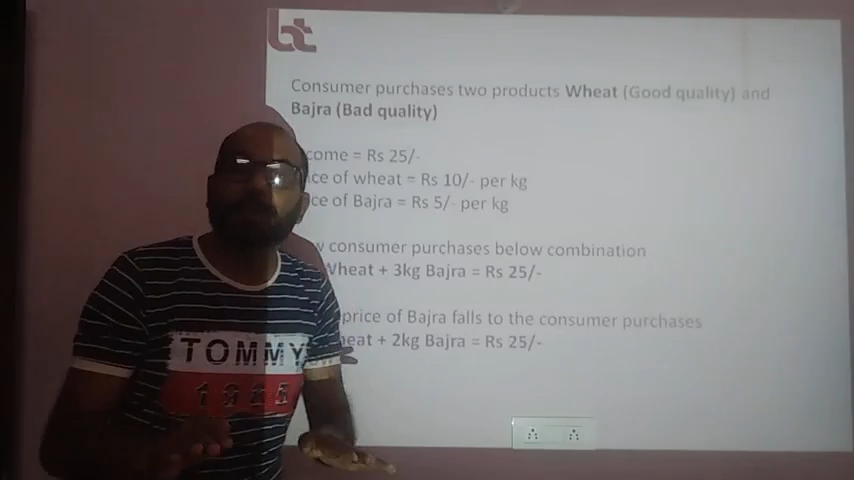 bt
Consumer purchases two products Wheat (Good quality) and
Bajra (Bad quality)
come = Rs 25/-
ce of wheat = Rs 10/- per kg
ce of Bajra = Rs 5/- per kg
w consumer purchases below combination
Wheat + 3kg Bajra = Rs 25/-
price of Bajra falls to the consumer purchases
eat + 2kg Bajra = Rs 25/-
TOMMY
1985